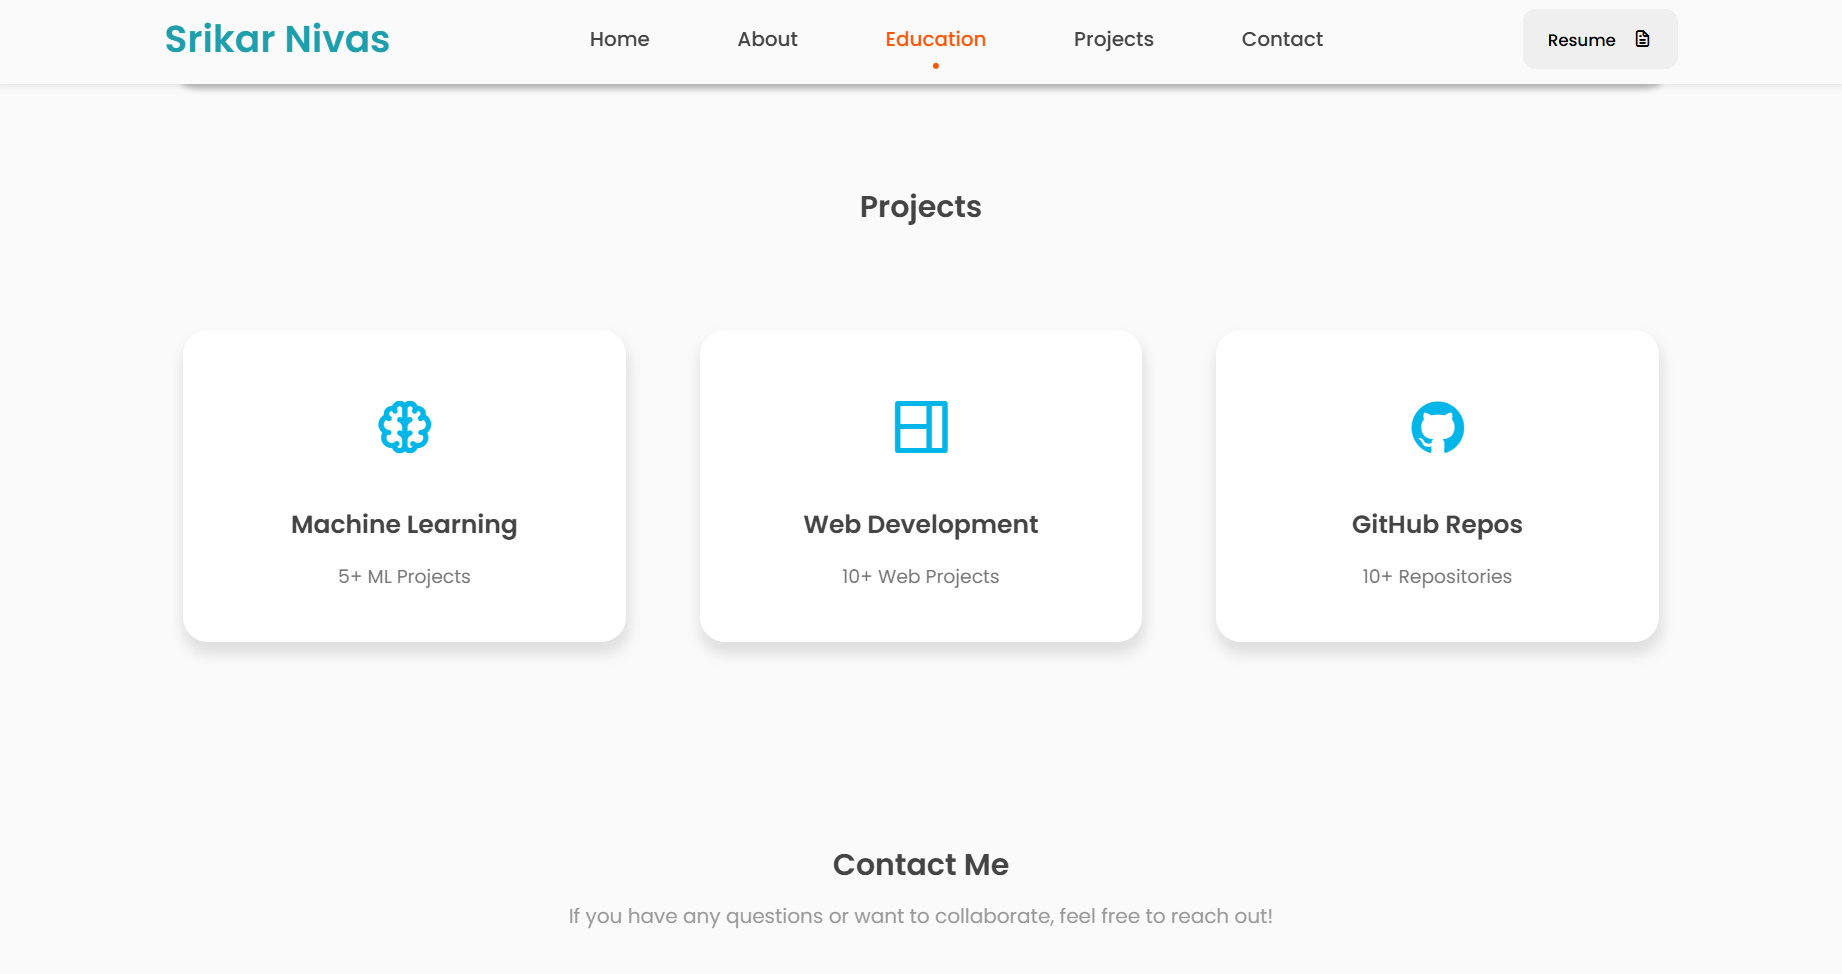 Srikar Nivas
Home
About
Education
Projects
Contact
Resume
Projects
Machine Learning
5+ ML Projects
Web Development
10+ Web Projects
GitHub Repos
10+ Repositories
Contact Me
If you have any questions or want to collaborate, feel free to reach out!